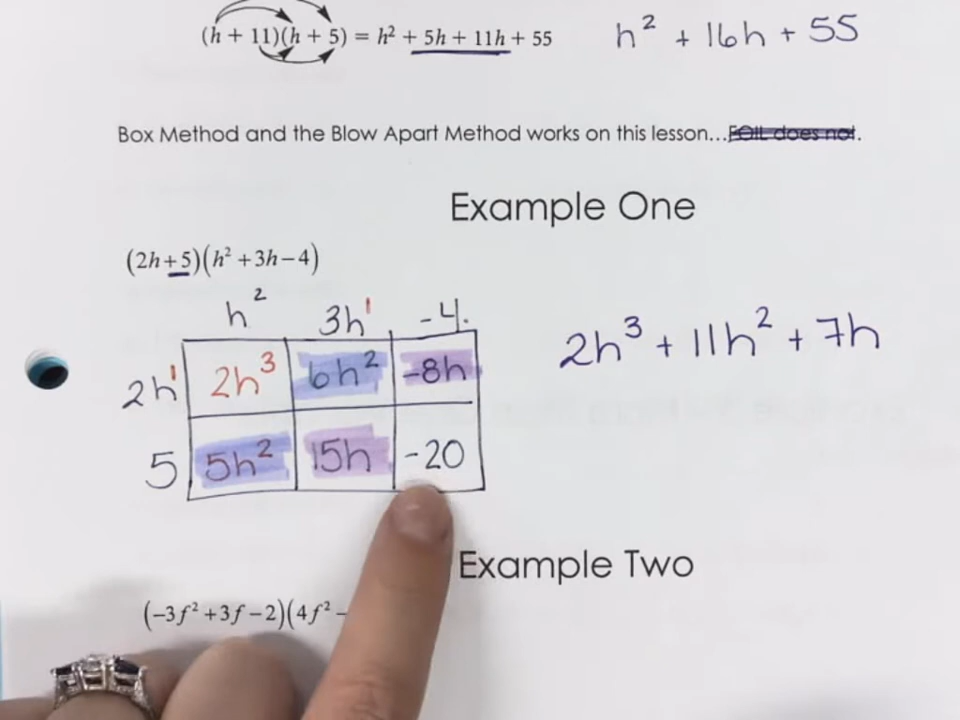 (h + 11)(h + 5) = h² + 5h + 11h + 55 h² + 16h + 55
Box Method and the Blow Apart Method works on this lesson...FOIL does not.
Example One
(2h+5)(h²+3h−4)
h² 3h¹ -4.
2h¹ 2h³ 6h² -8h
5 5h² 15h -20
2h³ + 11h² + 7h
Example Two
(−3f²+3f−2)(4f²−